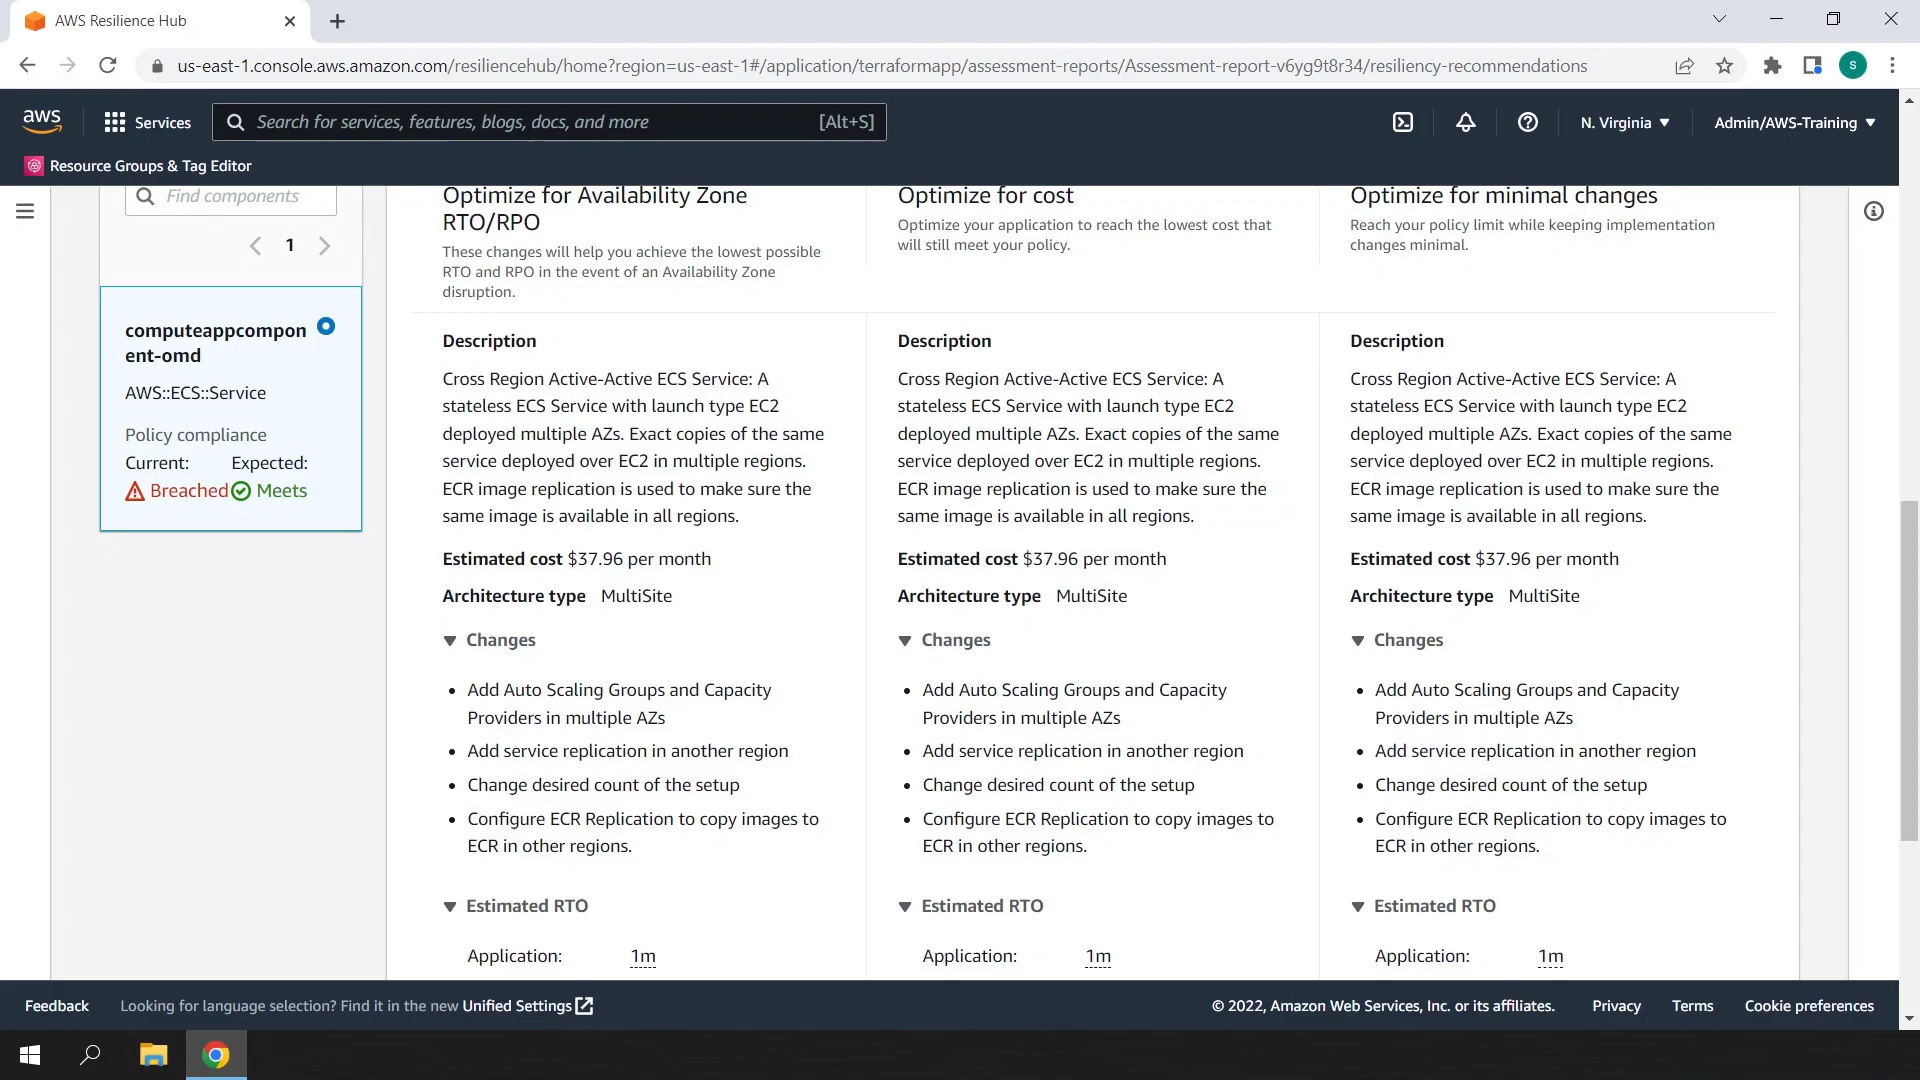 AWS Resilience Hub
us-east-1.console.aws.amazon.com/resiliencehub/home?region=us-east-1#/application/terraformapp/assessment-reports/Assessment-report-v6yg9t8r34/resiliency-recommendations
S
aws
Services
Search for services, features, blogs, docs, and more
[Alt+S]
N. Virginia
Admin/AWS-Training
Resource Groups & Tag Editor
Find components
1
computeappcompon
ent-omd
AWS::ECS::Service
Policy compliance
Current: Expected:
Breached Meets
Optimize for Availability Zone
RTO/RPO
These changes will help you achieve the lowest possible
RTO and RPO in the event of an Availability Zone
disruption.
Description
Cross Region Active-Active ECS Service: A
stateless ECS Service with launch type EC2
deployed multiple AZs. Exact copies of the same
service deployed over EC2 in multiple regions.
ECR image replication is used to make sure the
same image is available in all regions.
Estimated cost $37.96 per month
Architecture type MultiSite
Changes
• Add Auto Scaling Groups and Capacity
Providers in multiple AZs
• Add service replication in another region
• Change desired count of the setup
• Configure ECR Replication to copy images to
ECR in other regions.
Estimated RTO
Application: 1m
Optimize for cost
Optimize your application to reach the lowest cost that
will still meet your policy.
Description
Cross Region Active-Active ECS Service: A
stateless ECS Service with launch type EC2
deployed multiple AZs. Exact copies of the same
service deployed over EC2 in multiple regions.
ECR image replication is used to make sure the
same image is available in all regions.
Estimated cost $37.96 per month
Architecture type MultiSite
Changes
• Add Auto Scaling Groups and Capacity
Providers in multiple AZs
• Add service replication in another region
• Change desired count of the setup
• Configure ECR Replication to copy images to
ECR in other regions.
Estimated RTO
Application: 1m
Optimize for minimal changes
Reach your policy limit while keeping implementation
changes minimal.
Description
Cross Region Active-Active ECS Service: A
stateless ECS Service with launch type EC2
deployed multiple AZs. Exact copies of the same
service deployed over EC2 in multiple regions.
ECR image replication is used to make sure the
same image is available in all regions.
Estimated cost $37.96 per month
Architecture type MultiSite
Changes
• Add Auto Scaling Groups and Capacity
Providers in multiple AZs
• Add service replication in another region
• Change desired count of the setup
• Configure ECR Replication to copy images to
ECR in other regions.
Estimated RTO
Application: 1m
Feedback
Looking for language selection? Find it in the new Unified Settings
© 2022, Amazon Web Services, Inc. or its affiliates.
Privacy
Terms
Cookie preferences